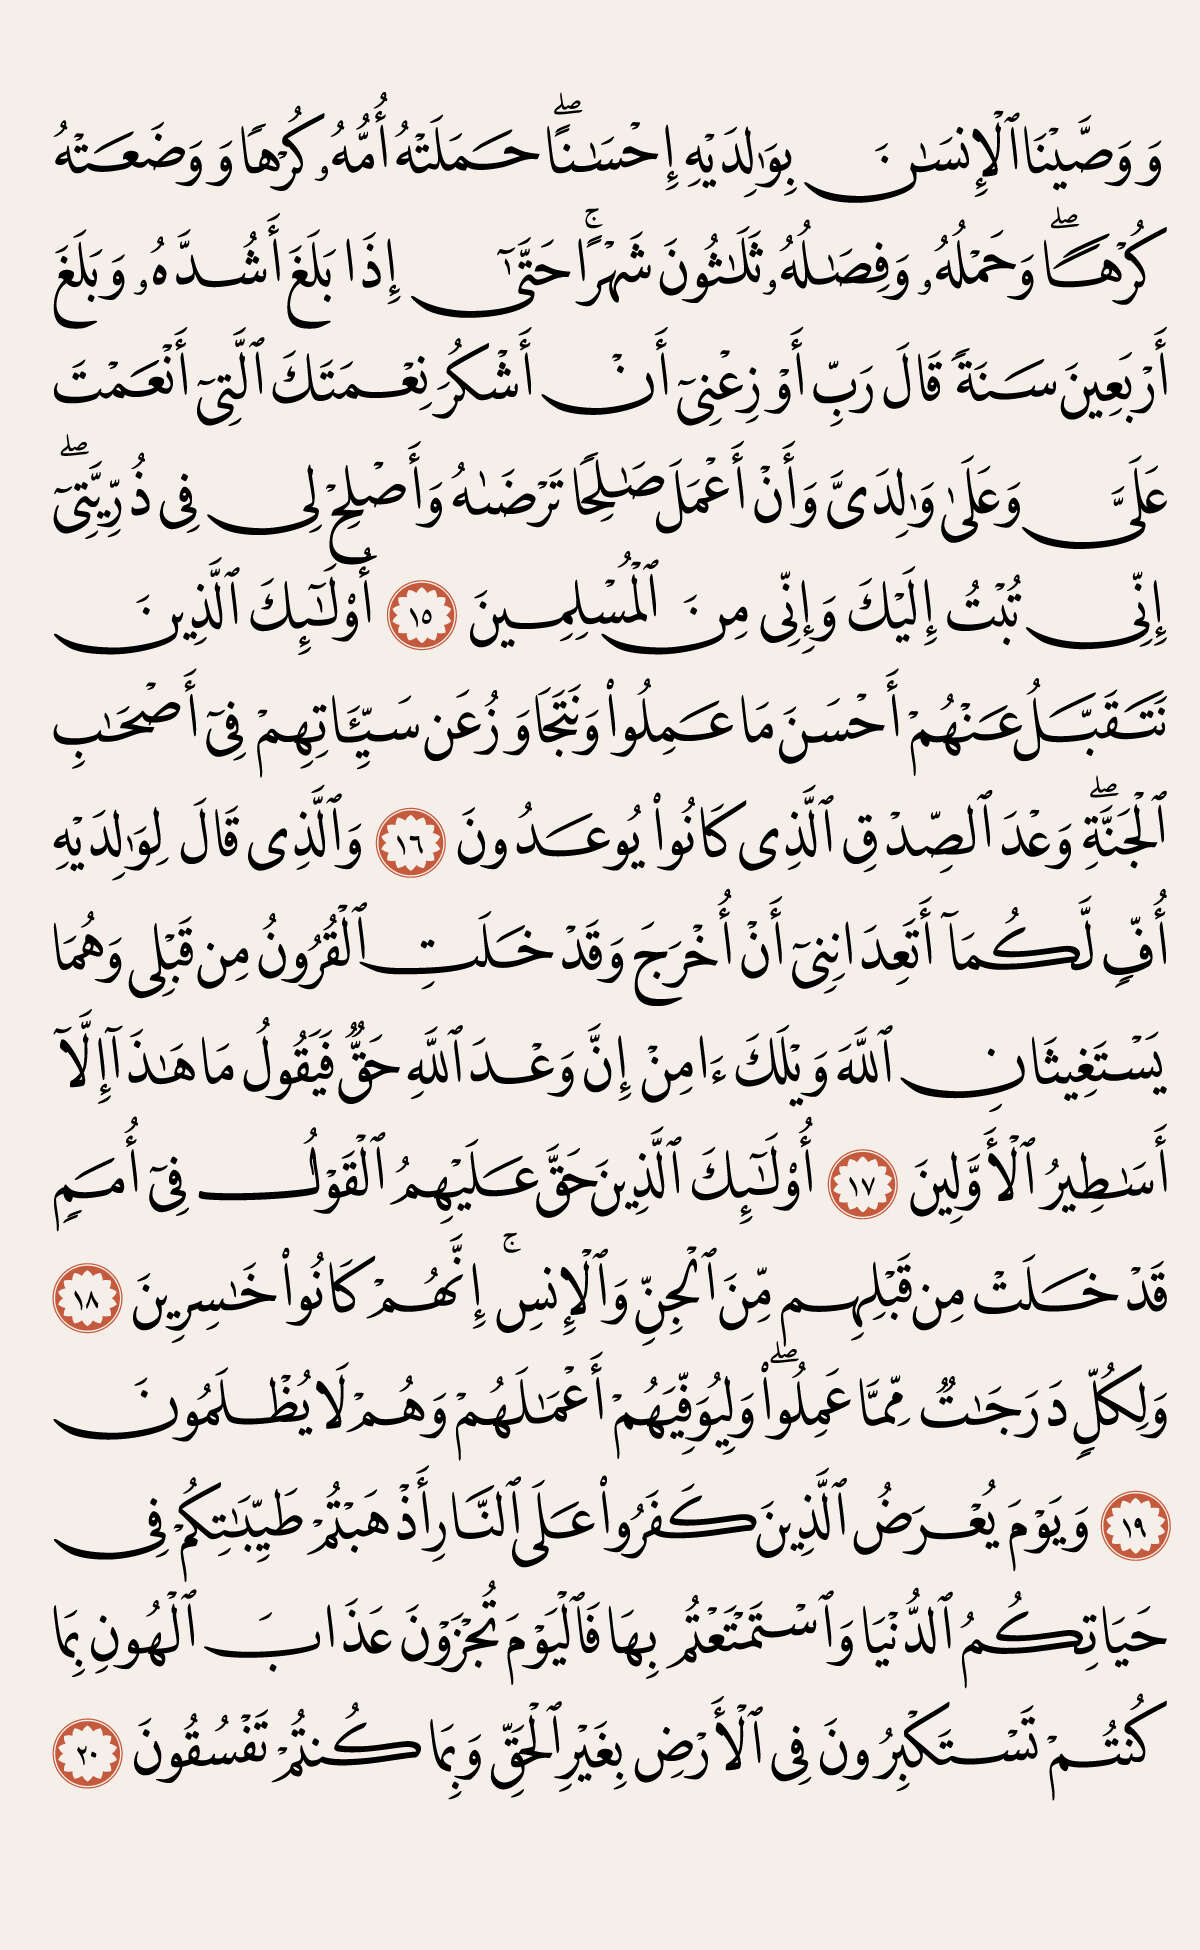 وَ وَصَّيۡنَا ٱلۡإِنسَٰنَ بِوَٰلِدَيۡهِ إِحۡسَٰنًاۖ حَمَلَتۡهُ أُمُّهُۥ كُرۡهًا وَ وَضَعَتۡهُ
كُرۡهًاۖ وَحَمۡلُهُۥ وَفِصَٰلُهُۥ ثَلَٰثُونَ شَهۡرًاۚ حَتَّىٰٓ إِذَا بَلَغَ أَشُدَّهُۥ وَبَلَغَ
أَرۡبَعِينَ سَنَةً قَالَ رَبِّ أَوۡزِعۡنِىٓ أَنۡ أَشۡكُرَ نِعۡمَتَكَ ٱلَّتِىٓ أَنۡعَمۡتَ
عَلَىَّ وَعَلَىٰ وَٰلِدَىَّ وَأَنۡ أَعۡمَلَ صَٰلِحًا تَرۡضَىٰهُ وَأَصۡلِحۡ لِى فِى ذُرِّيَّتِىٓۖ
إِنِّى تُبۡتُ إِلَيۡكَ وَإِنِّى مِنَ ٱلۡمُسۡلِمِينَ ١٥ أُوْلَٰٓئِكَ ٱلَّذِينَ
نَتَقَبَّلُ عَنۡهُمۡ أَحۡسَنَ مَا عَمِلُواْ وَنَتَجَاوَزُ عَن سَيِّـَٔاتِهِمۡ فِىٓ أَصۡحَٰبِ
ٱلۡجَنَّةِۖ وَعۡدَ ٱلصِّدۡقِ ٱلَّذِى كَانُواْ يُوعَدُونَ ١٦ وَٱلَّذِى قَالَ لِوَٰلِدَيۡهِ
أُفٍّ لَّكُمَآ أَتَعِدَانِنِىٓ أَنۡ أُخۡرَجَ وَقَدۡ خَلَتِ ٱلۡقُرُونُ مِن قَبۡلِى وَهُمَا
يَسۡتَغِيثَانِ ٱللَّهَ وَيۡلَكَ ءَامِنۡ إِنَّ وَعۡدَ ٱللَّهِ حَقٌّ فَيَقُولُ مَا هَٰذَآ إِلَّآ
أَسَٰطِيرُ ٱلۡأَوَّلِينَ ١٧ أُوْلَٰٓئِكَ ٱلَّذِينَ حَقَّ عَلَيۡهِمُ ٱلۡقَوۡلُ فِىٓ أُمَمٍ
قَدۡ خَلَتۡ مِن قَبۡلِهِم مِّنَ ٱلۡجِنِّ وَٱلۡإِنسِۚ إِنَّهُمۡ كَانُواْ خَٰسِرِينَ ١٨
وَلِكُلٍّ دَرَجَٰتٌ مِّمَّا عَمِلُواْۖ وَلِيُوَفِّيَهُمۡ أَعۡمَٰلَهُمۡ وَهُمۡ لَا يُظۡلَمُونَ
١٩ وَيَوۡمَ يُعۡرَضُ ٱلَّذِينَ كَفَرُواْ عَلَى ٱلنَّارِ أَذۡهَبۡتُمۡ طَيِّبَٰتِكُمۡ فِى
حَيَاتِكُمُ ٱلدُّنۡيَا وَٱسۡتَمۡتَعۡتُم بِهَا فَٱلۡيَوۡمَ تُجۡزَوۡنَ عَذَابَ ٱلۡهُونِ بِمَا
كُنتُمۡ تَسۡتَكۡبِرُونَ فِى ٱلۡأَرۡضِ بِغَيۡرِ ٱلۡحَقِّ وَبِمَا كُنتُمۡ تَفۡسُقُونَ ٢٠